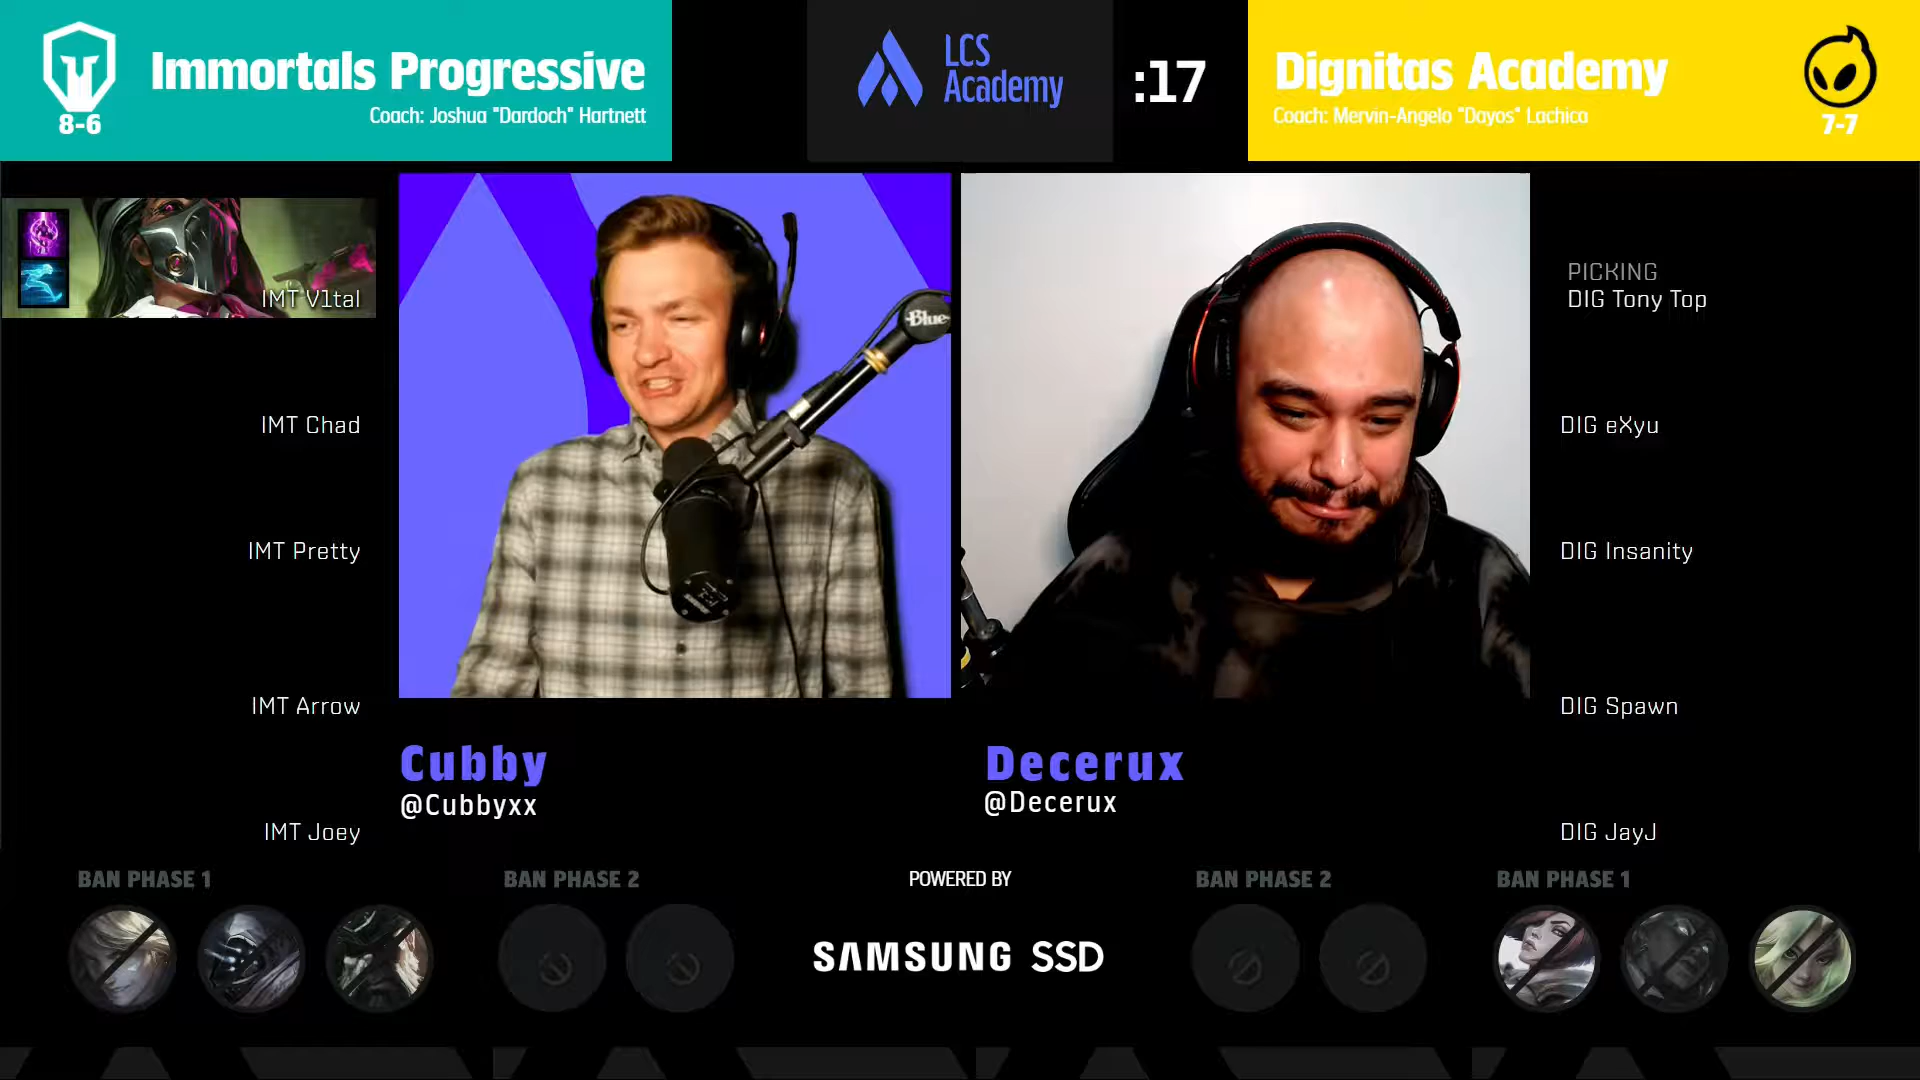 Immortals Progressive
Coach: Joshua "Dardoch" Hartnett
8-6
LCS
Academy
:17
Dignitas Academy
Coach: Mervin-Angelo "Dayos" Lachica
7-7
IMT V1tal
IMT Chad
IMT Pretty
IMT Arrow
IMT Joey
Blue
PICKING
DIG Tony Top
DIG eXyu
DIG Insanity
DIG Spawn
DIG JayJ
Cubby
@Cubbyxx
Decerux
@Decerux
BAN PHASE 1
BAN PHASE 2
POWERED BY
SAMSUNG SSD
BAN PHASE 2
BAN PHASE 1